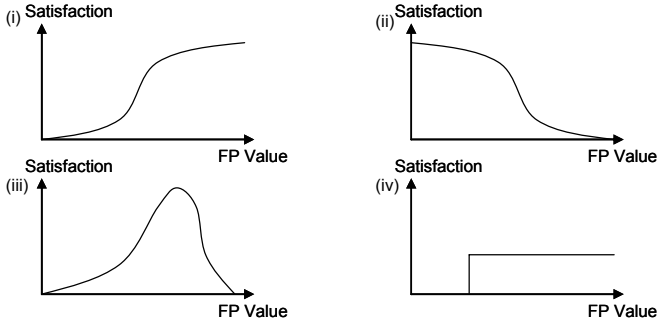 (i) Satisfaction
FP Value
(ii) Satisfaction
FP Value
(iii) Satisfaction
FP Value
(iv) Satisfaction
FP Value